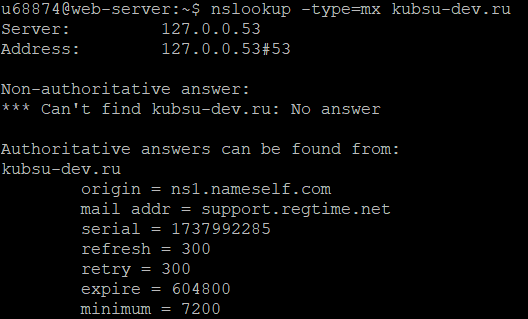 u68874@web-server:~$ nslookup -type=mx kubsu-dev.ru
Server:         127.0.0.53
Address:        127.0.0.53#53

Non-authoritative answer:
*** Can't find kubsu-dev.ru: No answer

Authoritative answers can be found from:
kubsu-dev.ru
        origin = ns1.nameself.com
        mail addr = support.regtime.net
        serial = 1737992285
        refresh = 300
        retry = 300
        expire = 604800
        minimum = 7200